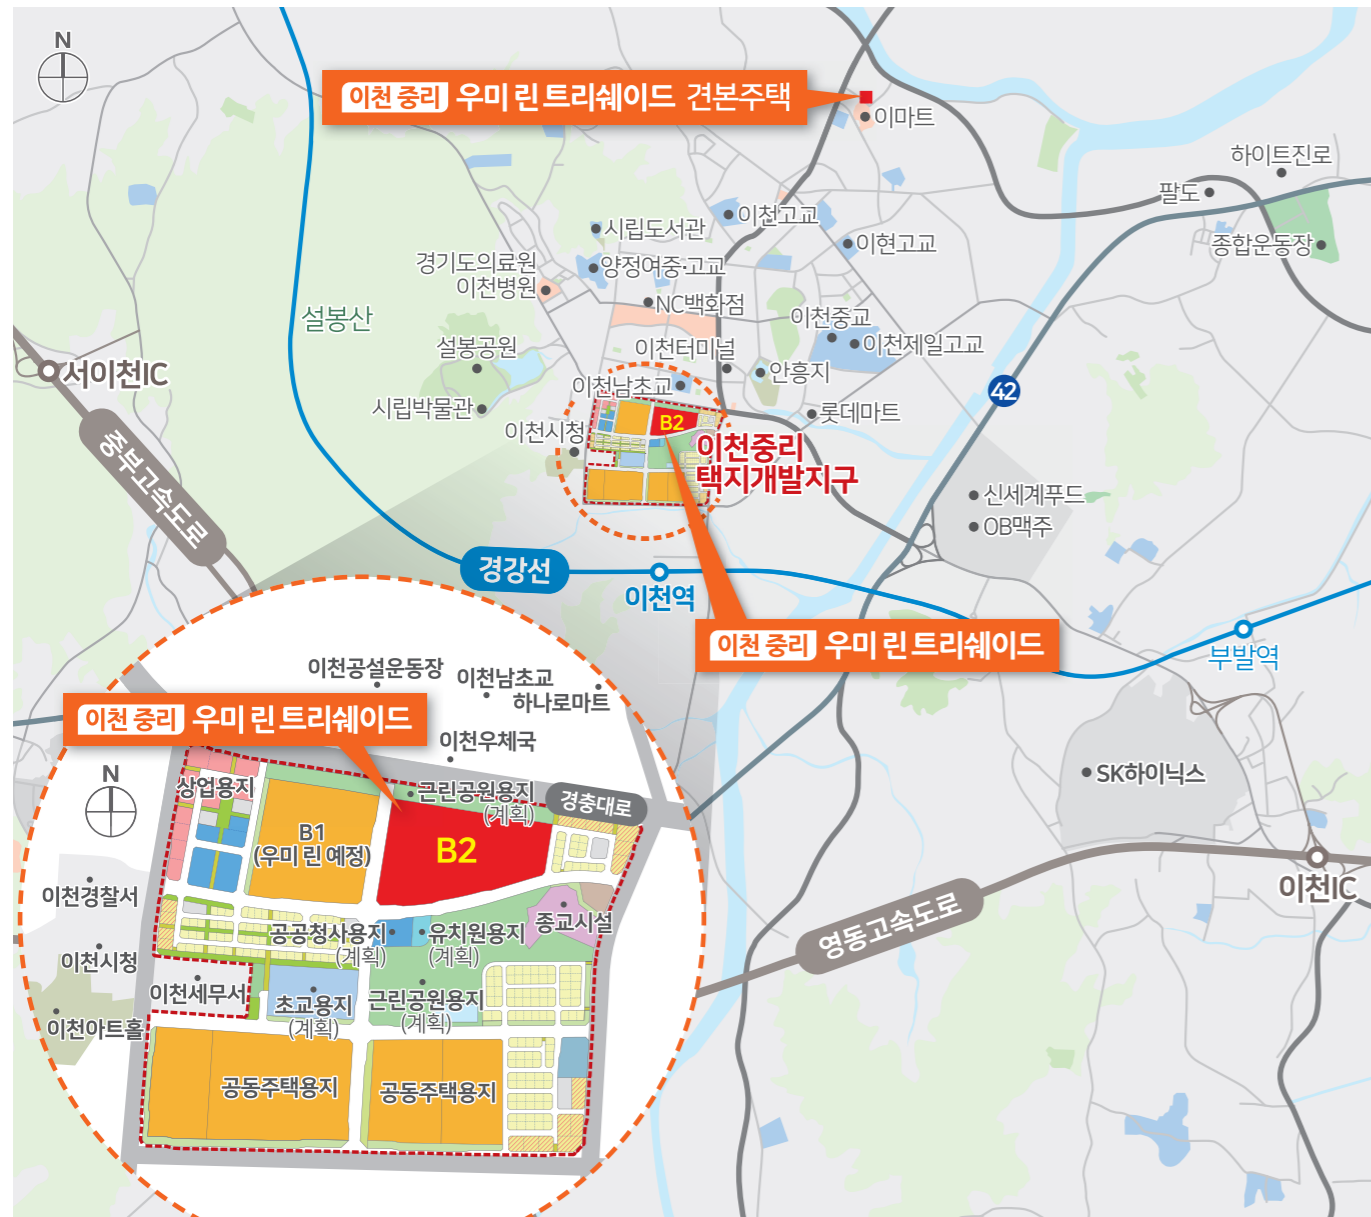 N
이천 중리 우미 린 트리쉐이드 견본주택
이마트
하이트진로
팔도
종합운동장
이천고교
시립도서관
이현고교
경기도의료원
이천병원
양정여중·고교
NC백화점
설봉산
이천중교
이천제일고교
설봉공원
이천터미널
안흥지
서이천IC
이천남초교
42
시립박물관
롯데마트
이천시청
B2
이천중리
택지개발지구
중부고속도로
신세계푸드
OB맥주
경강선
이천역
이천 중리 우미 린 트리쉐이드
부발역
이천공설운동장
이천남초교
하나로마트
이천 중리 우미 린 트리쉐이드
이천우체국
N
상업용지
근린공원용지
(계획)
경충대로
SK하이닉스
B1
(우미 린 예정)
B2
이천IC
이천경찰서
영동고속도로
종교시설
공공청사용지
(계획)
유치원용지
(계획)
이천시청
이천세무서
초교용지
(계획)
근린공원용지
(계획)
이천아트홀
공동주택용지
공동주택용지